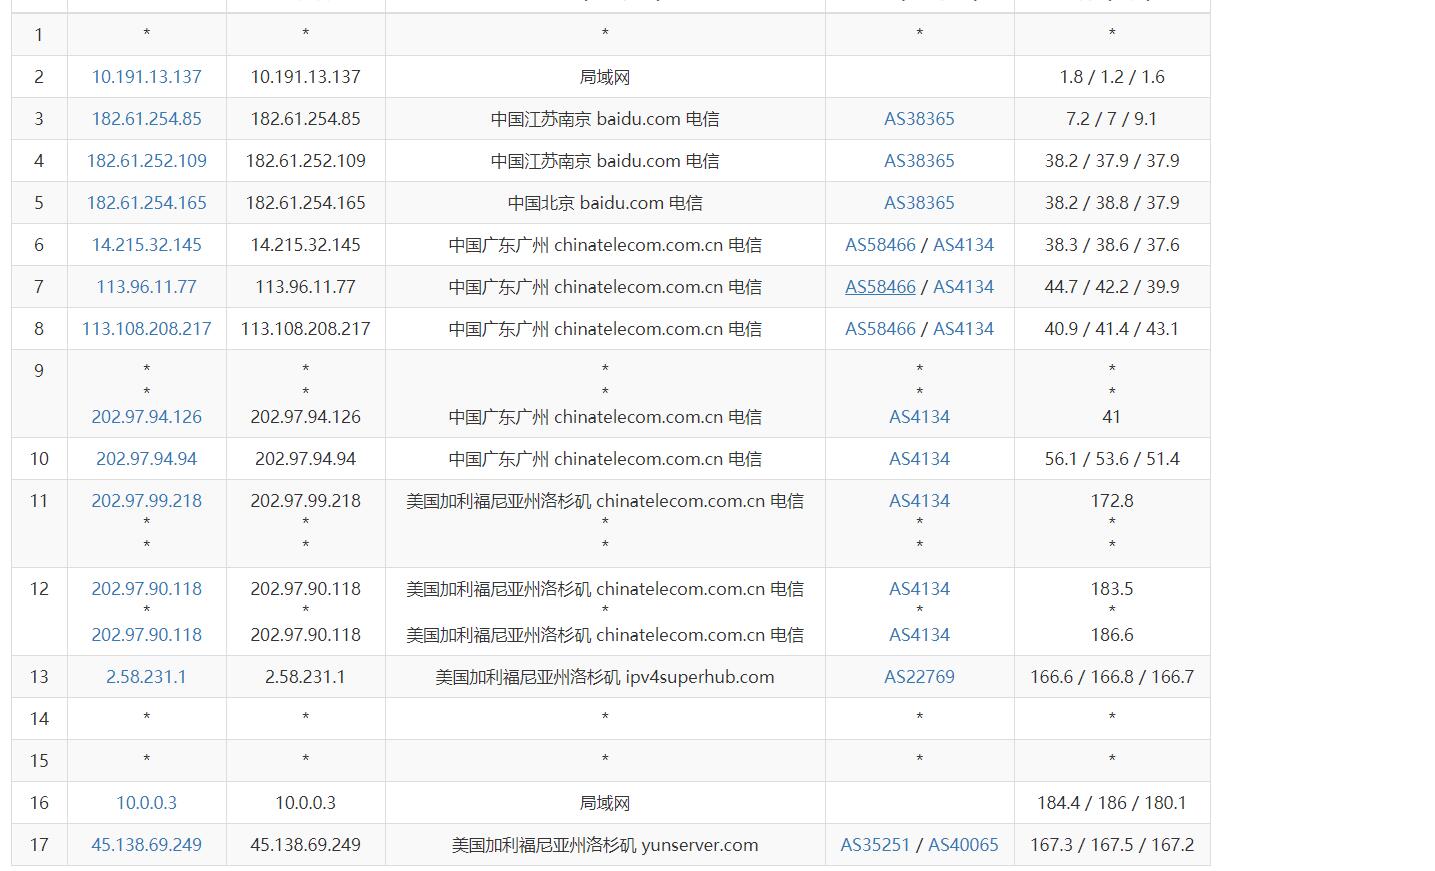 1 * * * * *
2 10.191.13.137 10.191.13.137 局域网 1.8 / 1.2 / 1.6
3 182.61.254.85 182.61.254.85 中国江苏南京 baidu.com 电信 AS38365 7.2 / 7 / 9.1
4 182.61.252.109 182.61.252.109 中国江苏南京 baidu.com 电信 AS38365 38.2 / 37.9 / 37.9
5 182.61.254.165 182.61.254.165 中国北京 baidu.com 电信 AS38365 38.2 / 38.8 / 37.9
6 14.215.32.145 14.215.32.145 中国广东广州 chinatelecom.com.cn 电信 AS58466 / AS4134 38.3 / 38.6 / 37.6
7 113.96.11.77 113.96.11.77 中国广东广州 chinatelecom.com.cn 电信 AS58466 / AS4134 44.7 / 42.2 / 39.9
8 113.108.208.217 113.108.208.217 中国广东广州 chinatelecom.com.cn 电信 AS58466 / AS4134 40.9 / 41.4 / 43.1
9 * * * * *
* * * * *
202.97.94.126 202.97.94.126 中国广东广州 chinatelecom.com.cn 电信 AS4134 41
10 202.97.94.94 202.97.94.94 中国广东广州 chinatelecom.com.cn 电信 AS4134 56.1 / 53.6 / 51.4
11 202.97.99.218 202.97.99.218 美国加利福尼亚州洛杉矶 chinatelecom.com.cn 电信 AS4134 172.8
* * * * *
* * * * *
12 202.97.90.118 202.97.90.118 美国加利福尼亚州洛杉矶 chinatelecom.com.cn 电信 AS4134 183.5
* * * * *
202.97.90.118 202.97.90.118 美国加利福尼亚州洛杉矶 chinatelecom.com.cn 电信 AS4134 186.6
13 2.58.231.1 2.58.231.1 美国加利福尼亚州洛杉矶 ipv4superhub.com AS22769 166.6 / 166.8 / 166.7
14 * * * * *
15 * * * * *
16 10.0.0.3 10.0.0.3 局域网 184.4 / 186 / 180.1
17 45.138.69.249 45.138.69.249 美国加利福尼亚州洛杉矶 yunserver.com AS35251 / AS40065 167.3 / 167.5 / 167.2